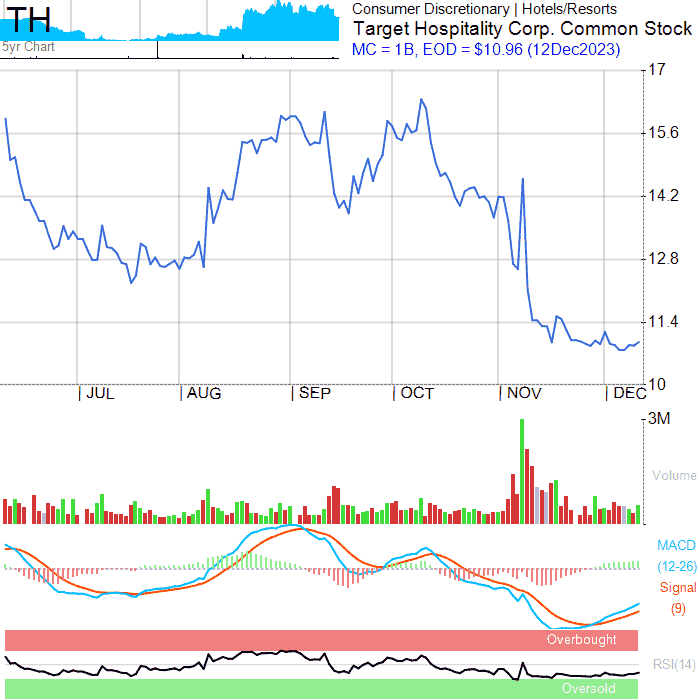 TH
5yr Chart
Consumer Discretionary | Hotels/Resorts
Target Hospitality Corp. Common Stock
MC = 1B, EOD = $10.96 (12Dec2023)
17
15.6
14.2
12.8
11.4
10
JUL
AUG
SEP
OCT
NOV
DEC
3M
Volume
MACD
(12-26)
Signal
(9)
Overbought
RSI(14)
Oversold